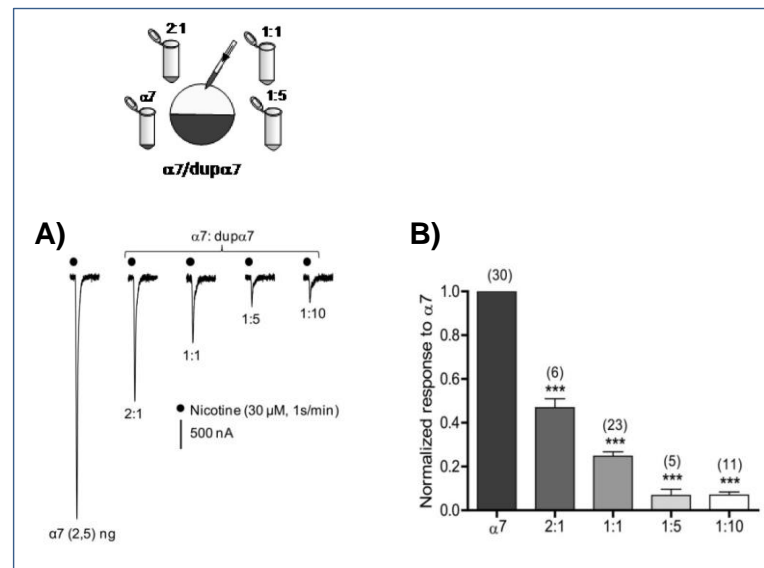 2:1
1:1
α7
1:5
α7/dupα7
A)
α7: dupα7
2:1
1:1
1:5
1:10
Nicotine (30 µM, 1s/min)
500 nA
α7 (2,5) ng
B)
Normalized response to α7
1.0
0.8
0.6
0.4
0.2
0.0
(30)
(6)
***
(23)
***
(5)
***
(11)
***
α7 2:1 1:1 1:5 1:10